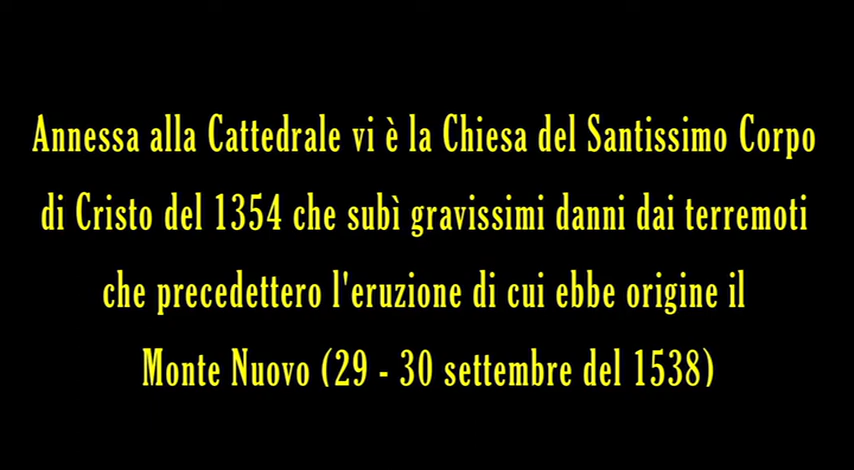 Annessa alla Cattedrale vi è la Chiesa del Santissimo Corpo
di Cristo del 1354 che subì gravissimi danni dai terremoti
che precedettero l'eruzione di cui ebbe origine il
Monte Nuovo (29 - 30 settembre del 1538)